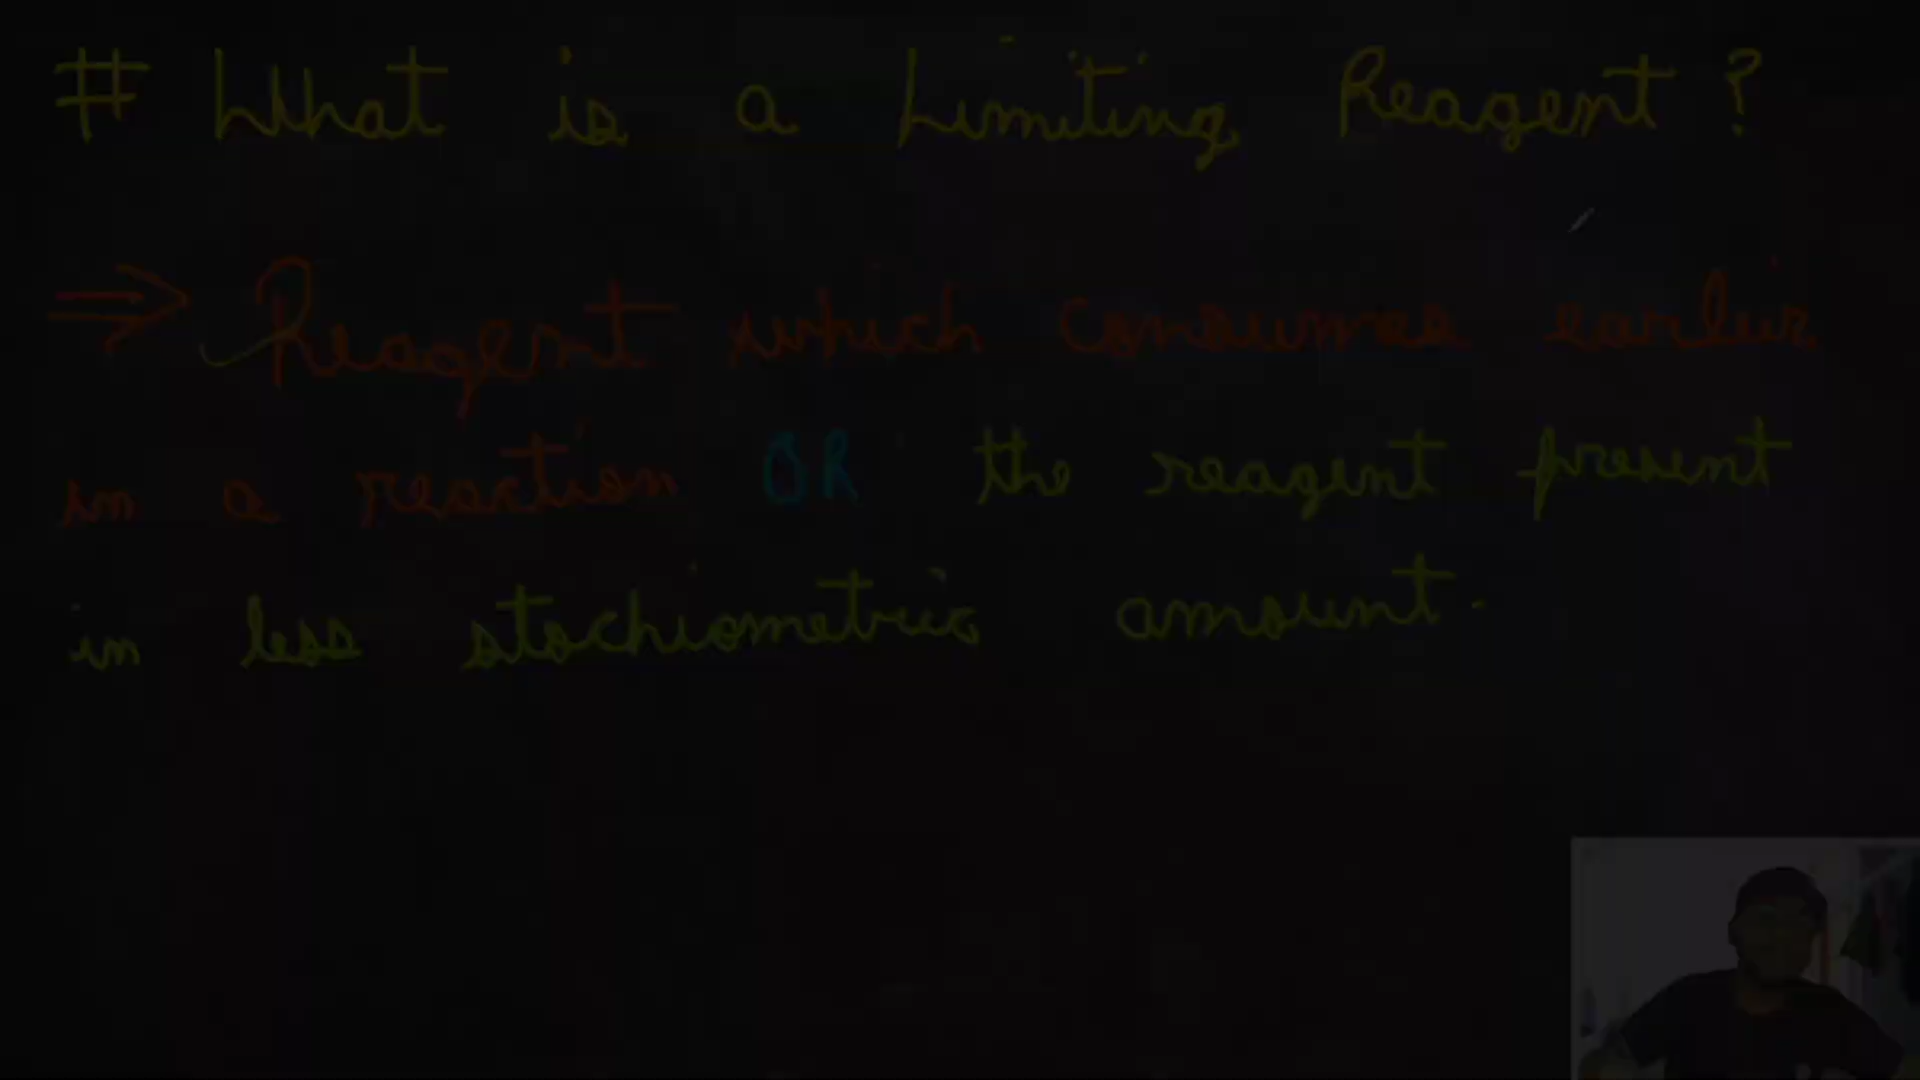 # What is a Limiting Reagent ?
⇒ Reagent which consumes earlier
in a reaction OR the reagent present
in less stochiometric amount.